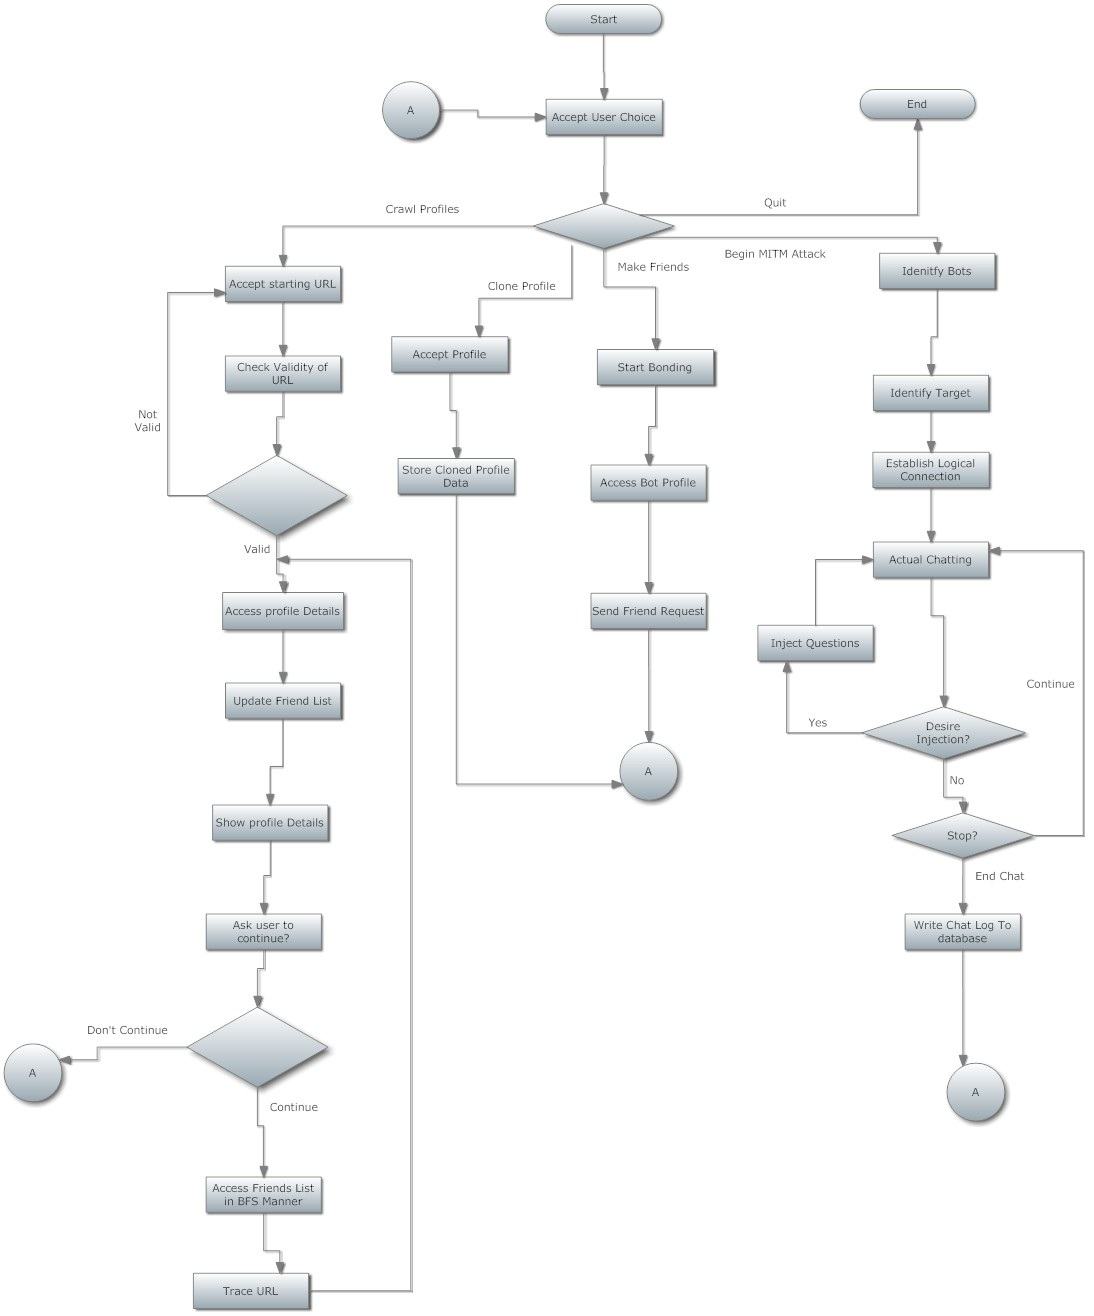 Start
A
Accept User Choice
End
Quit
Crawl Profiles
Begin MITM Attack
Make Friends
Clone Profile
Accept starting URL
Check Validity of
URL
Not
Valid
Valid
Access profile Details
Update Friend List
Show profile Details
Ask user to
continue?
Don't Continue
A
Continue
Access Friends List
in BFS Manner
Trace URL
Accept Profile
Store Cloned Profile
Data
Start Bonding
Access Bot Profile
Send Friend Request
A
Idenitfy Bots
Identify Target
Establish Logical
Connection
Actual Chatting
Inject Questions
Yes
Desire
Injection?
Continue
No
Stop?
End Chat
Write Chat Log To
database
A